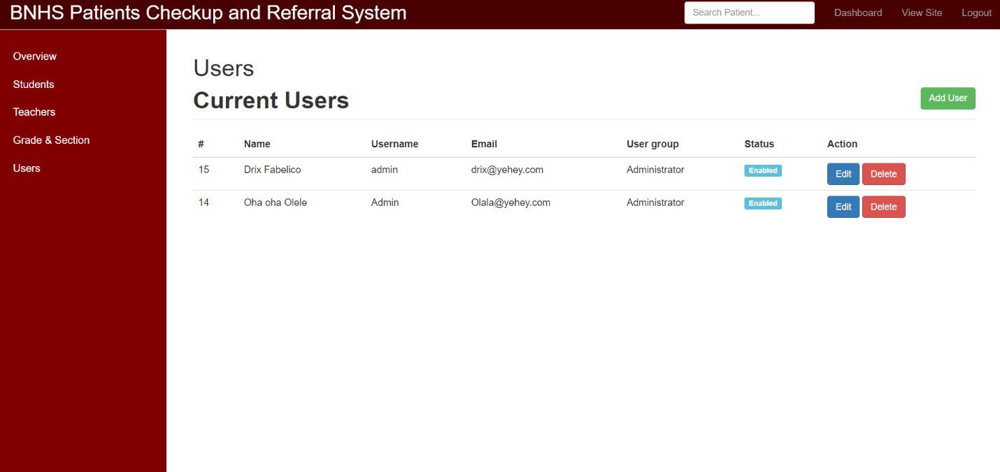 BNHS Patients Checkup and Referral System
Search Patient...
Dashboard
View Site
Logout
Overview
Students
Teachers
Grade & Section
Users
Users
Current Users
Add User
# Name Username Email User group Status Action
15 Drix Fabelico admin drix@yehey.com Administrator Enabled Edit Delete
14 Oha oha Olele Admin Olala@yehey.com Administrator Enabled Edit Delete